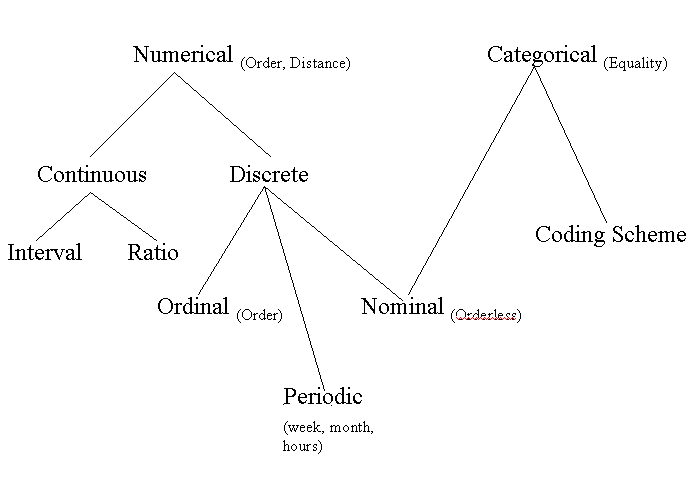 Numerical (Order, Distance)
Categorical (Equality)
Continuous
Discrete
Interval
Ratio
Coding Scheme
Ordinal (Order)
Nominal (Orderless)
Periodic
(week, month,
hours)